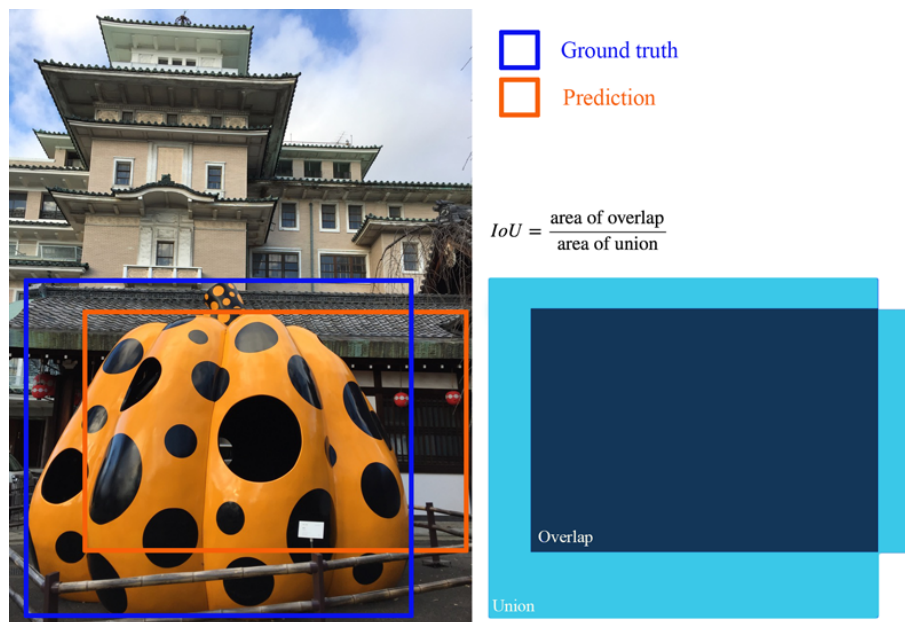 Ground truth
Prediction
IoU = area of overlap / area of union
Overlap
Union